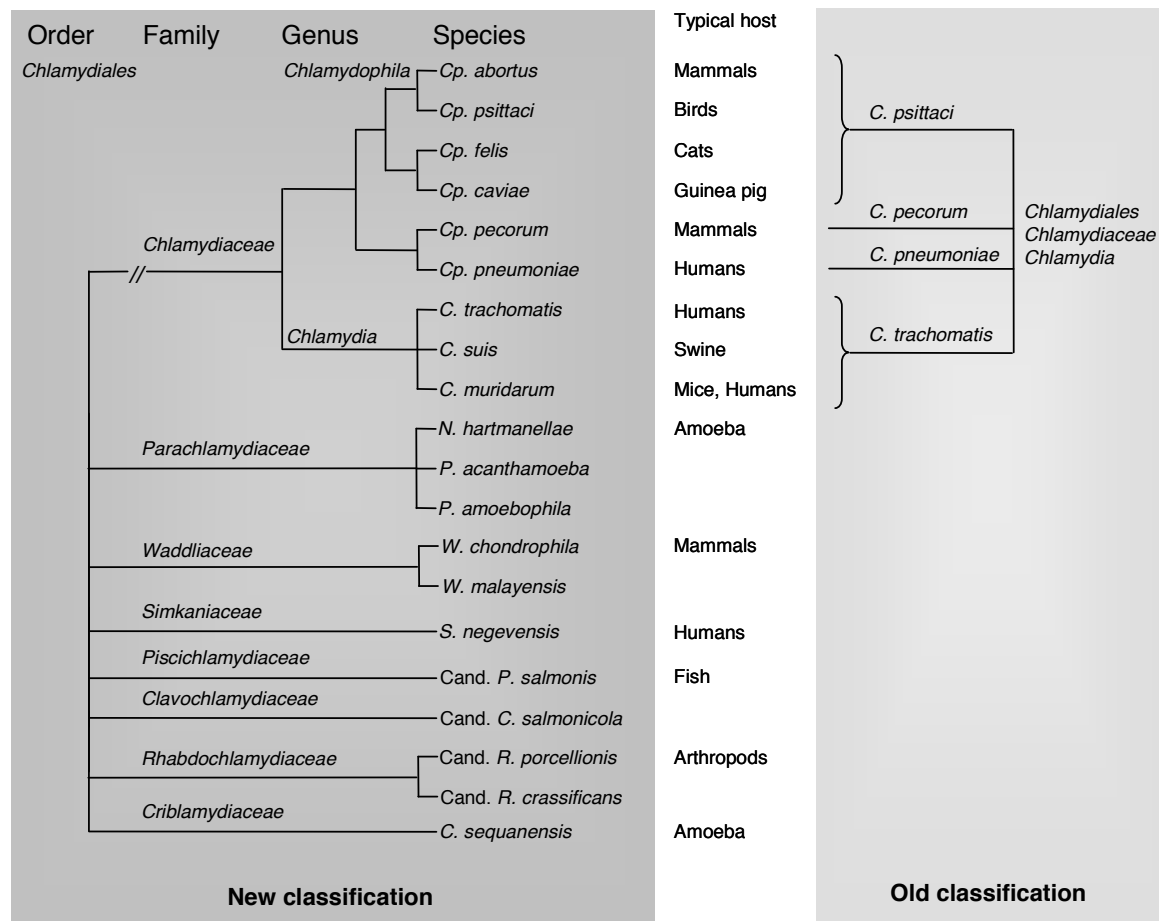 Typical host
Order Family Genus Species
Chlamydiales Chlamydophila Cp. abortus Mammals
Cp. psittaci Birds C. psittaci
Cp. felis Cats
Cp. caviae Guinea pig
Cp. pecorum Mammals C. pecorum Chlamydiales
Chlamydiaceae Chlamydiaceae
Cp. pneumoniae Humans C. pneumoniae Chlamydia
C. trachomatis Humans
Chlamydia C. trachomatis
C. suis Swine
C. muridarum Mice, Humans
N. hartmanellae Amoeba
Parachlamydiaceae
P. acanthamoeba
P. amoebophila
Waddliaceae W. chondrophila Mammals
W. malayensis
Simkaniaceae
S. negevensis Humans
Piscichlamydiaceae
Cand. P. salmonis Fish
Clavochlamydiaceae
Cand. C. salmonicola
Rhabdochlamydiaceae Cand. R. porcellionis Arthropods
Cand. R. crassificans
Criblamydiaceae
C. sequanensis Amoeba
New classification Old classification